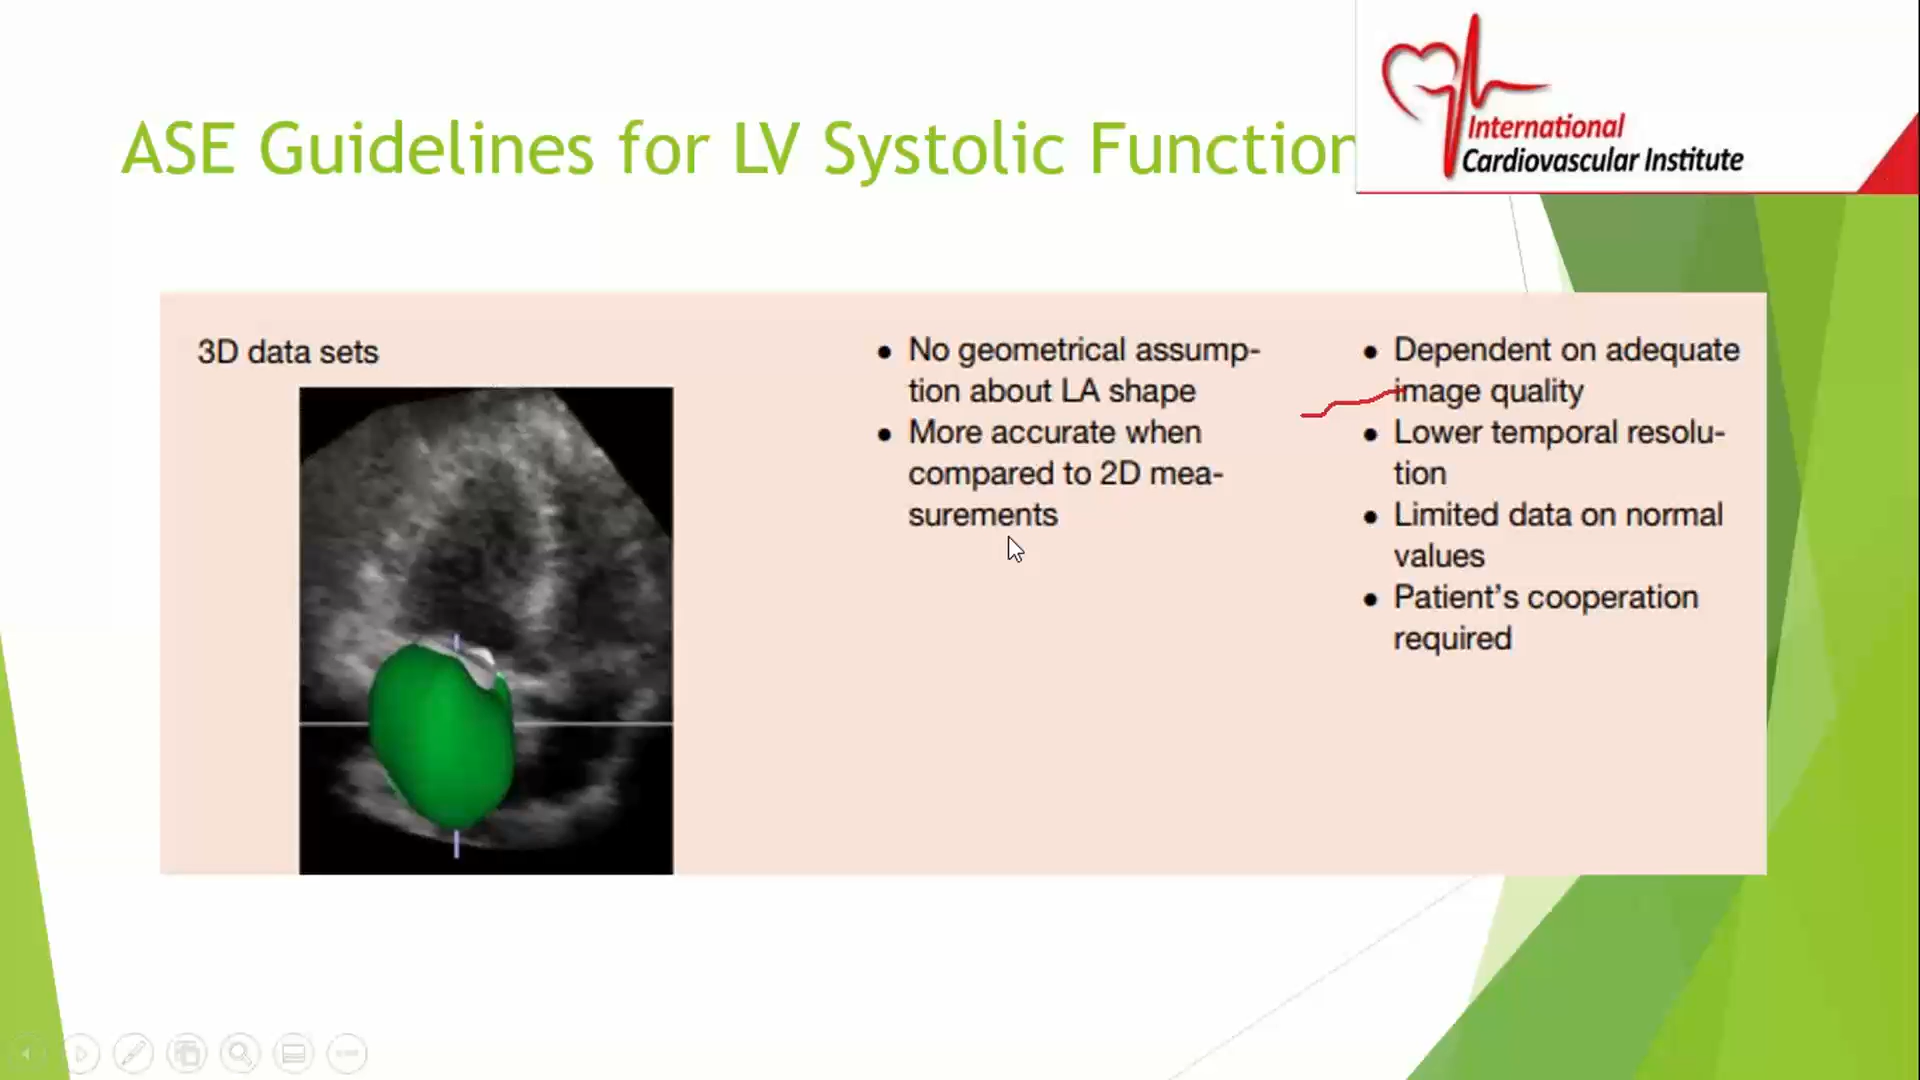 ASE Guidelines for LV Systolic Function
International
Cardiovascular Institute
3D data sets
• No geometrical assump-
tion about LA shape
• More accurate when
compared to 2D mea-
surements
• Dependent on adequate
image quality
• Lower temporal resolu-
tion
• Limited data on normal
values
• Patient's cooperation
required